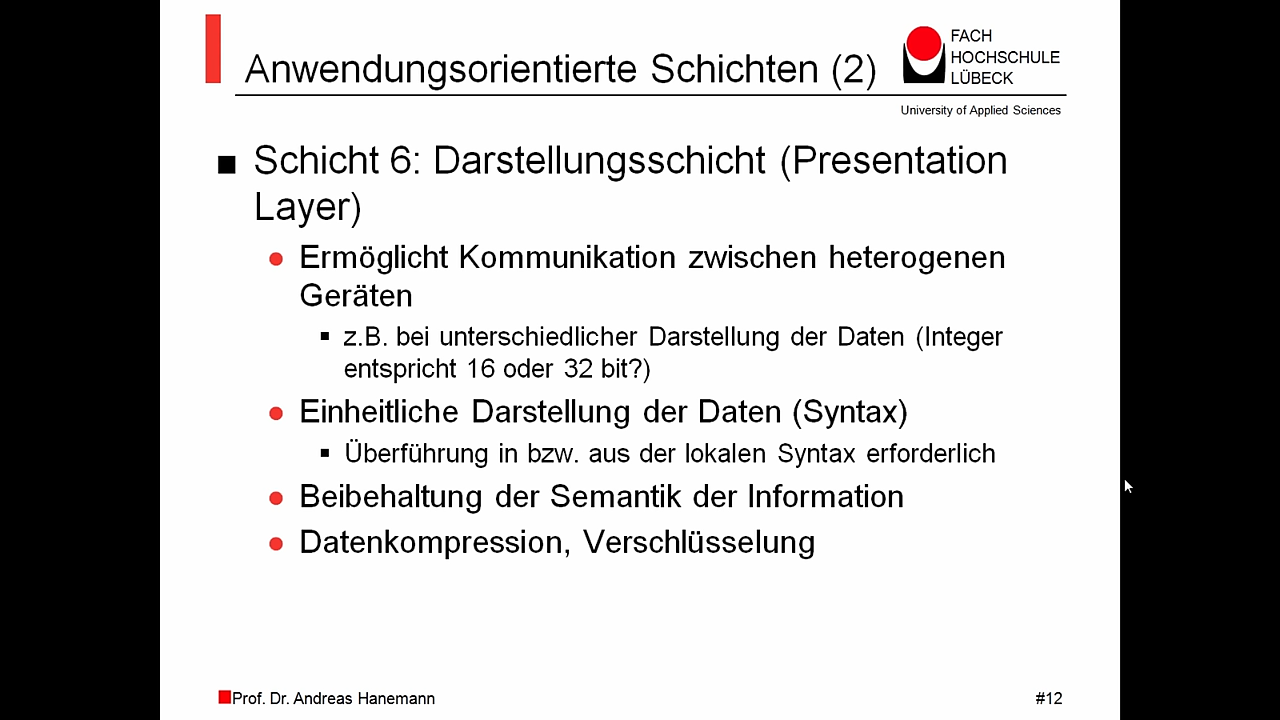 Anwendungsorientierte Schichten (2)
FACH
HOCHSCHULE
LÜBECK
University of Applied Sciences
Schicht 6: Darstellungsschicht (Presentation
Layer)
Ermöglicht Kommunikation zwischen heterogenen
Geräten
z.B. bei unterschiedlicher Darstellung der Daten (Integer
entspricht 16 oder 32 bit?)
Einheitliche Darstellung der Daten (Syntax)
Überführung in bzw. aus der lokalen Syntax erforderlich
Beibehaltung der Semantik der Information
Datenkompression, Verschlüsselung
Prof. Dr. Andreas Hanemann
#12